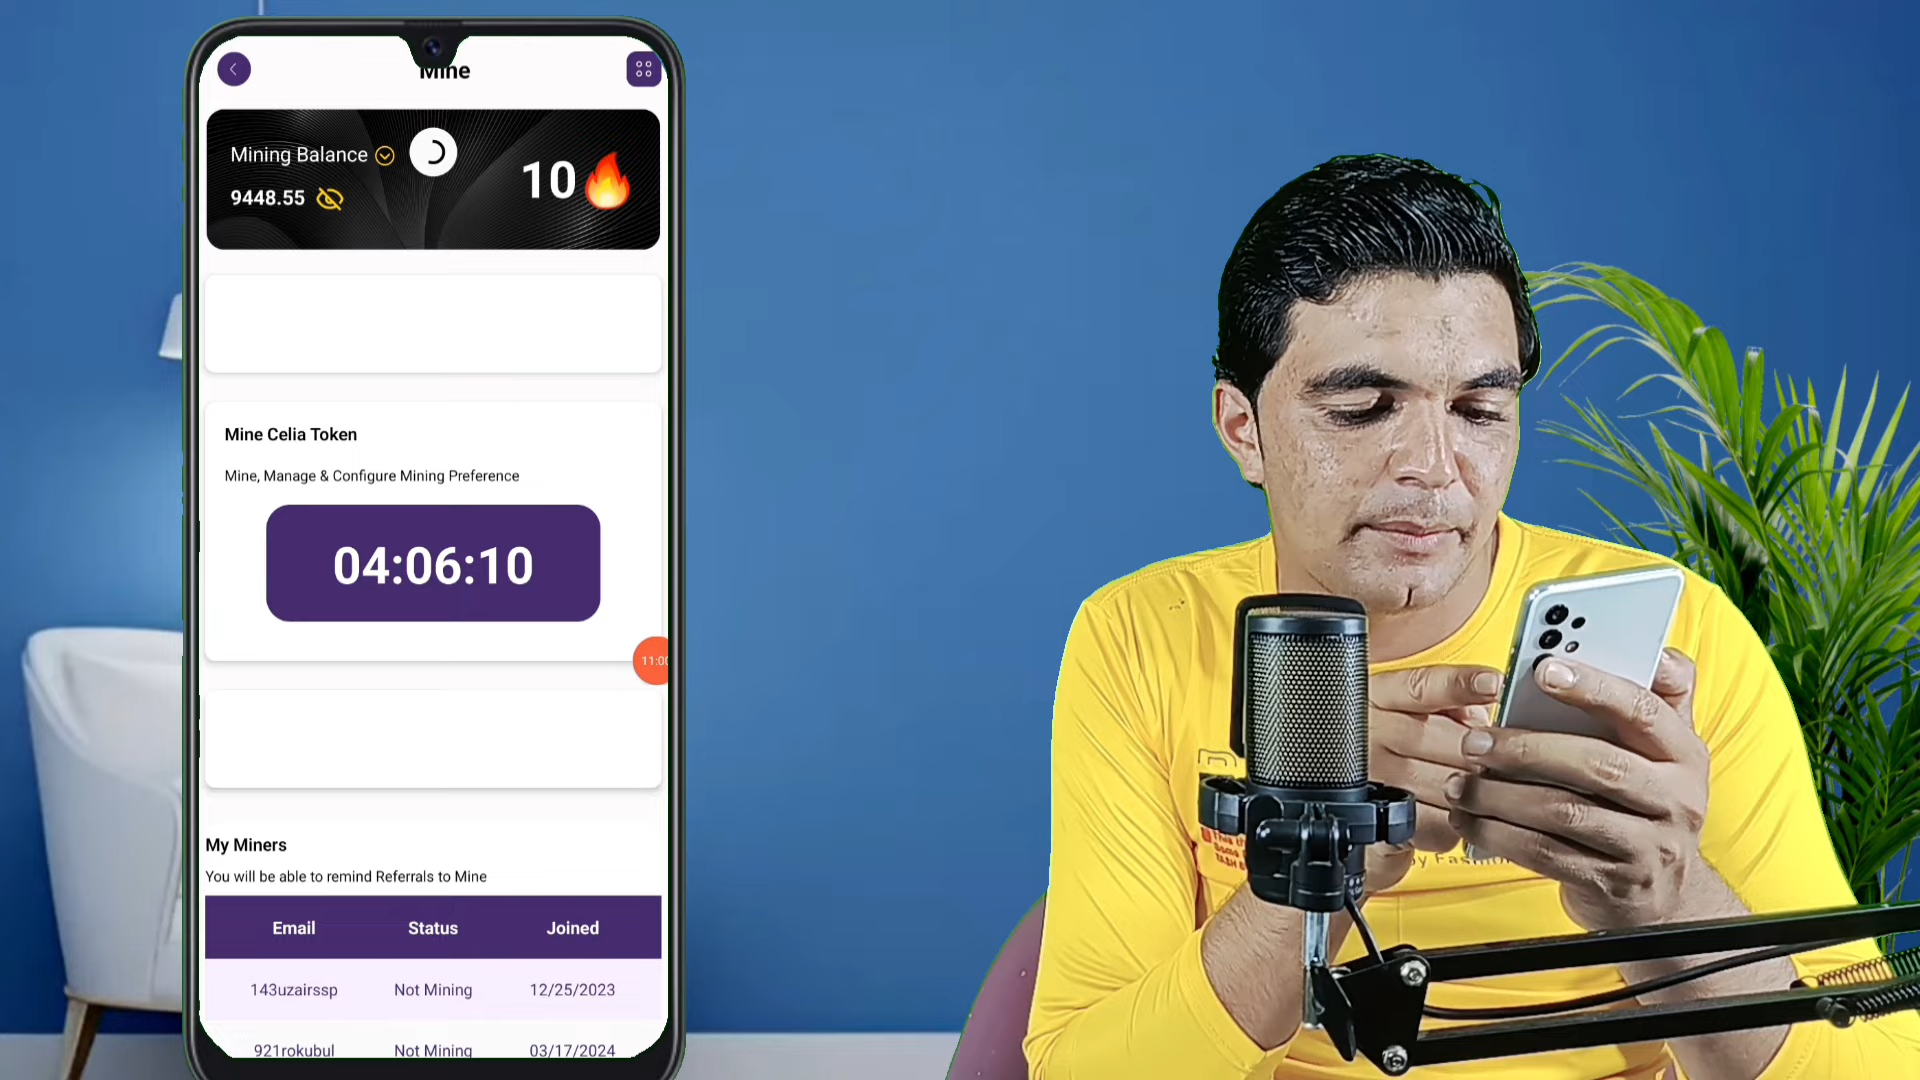 Mine
Mining Balance
9448.55
10
Mine Celia Token
Mine, Manage & Configure Mining Preference
04:06:10
11:00
My Miners
You will be able to remind Referrals to Mine
Email Status Joined
143uzairssp Not Mining 12/25/2023
921rokubul Not Mining 03/17/2024